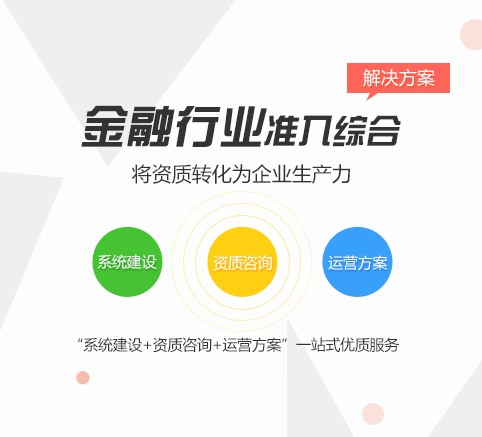 解决方案
金融行业准入综合
将资质转化为企业生产力
系统建设
资质咨询
运营方案
“系统建设+资质咨询+运营方案”一站式优质服务